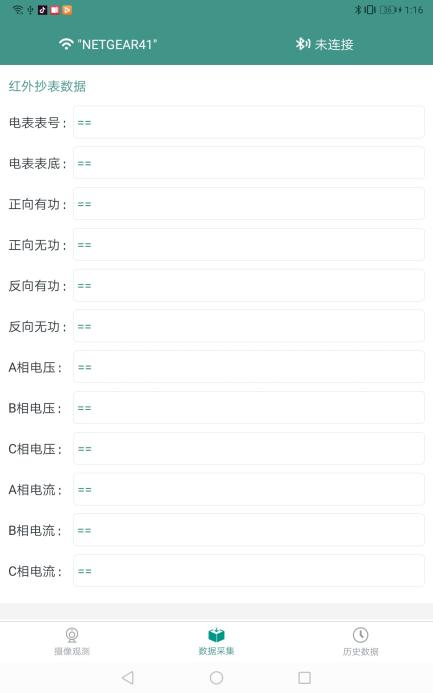 36 1:16
"NETGEAR41" 未连接
红外抄表数据
电表表号： ==
电表表底： ==
正向有功： ==
正向无功： ==
反向有功： ==
反向无功： ==
A相电压： ==
B相电压： ==
C相电压： ==
A相电流： ==
B相电流： ==
C相电流： ==
摄像观测 数据采集 历史数据